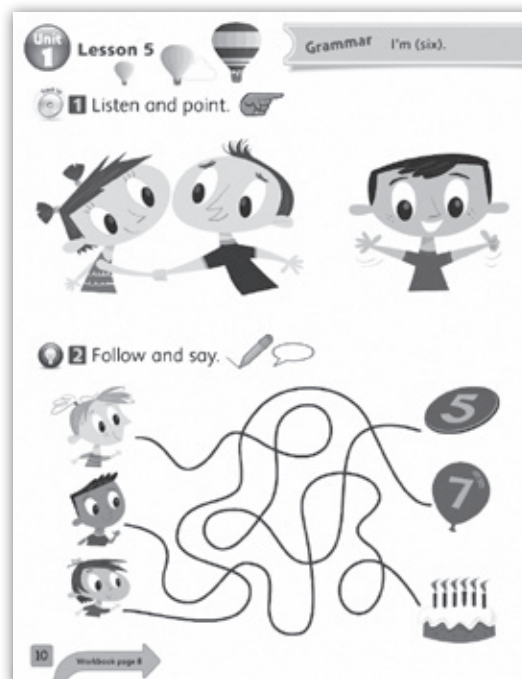 Unit
1
Lesson 5
Grammar I'm (six).
1 Listen and point.
2 Follow and say.
5
7
10
Workbook page 8